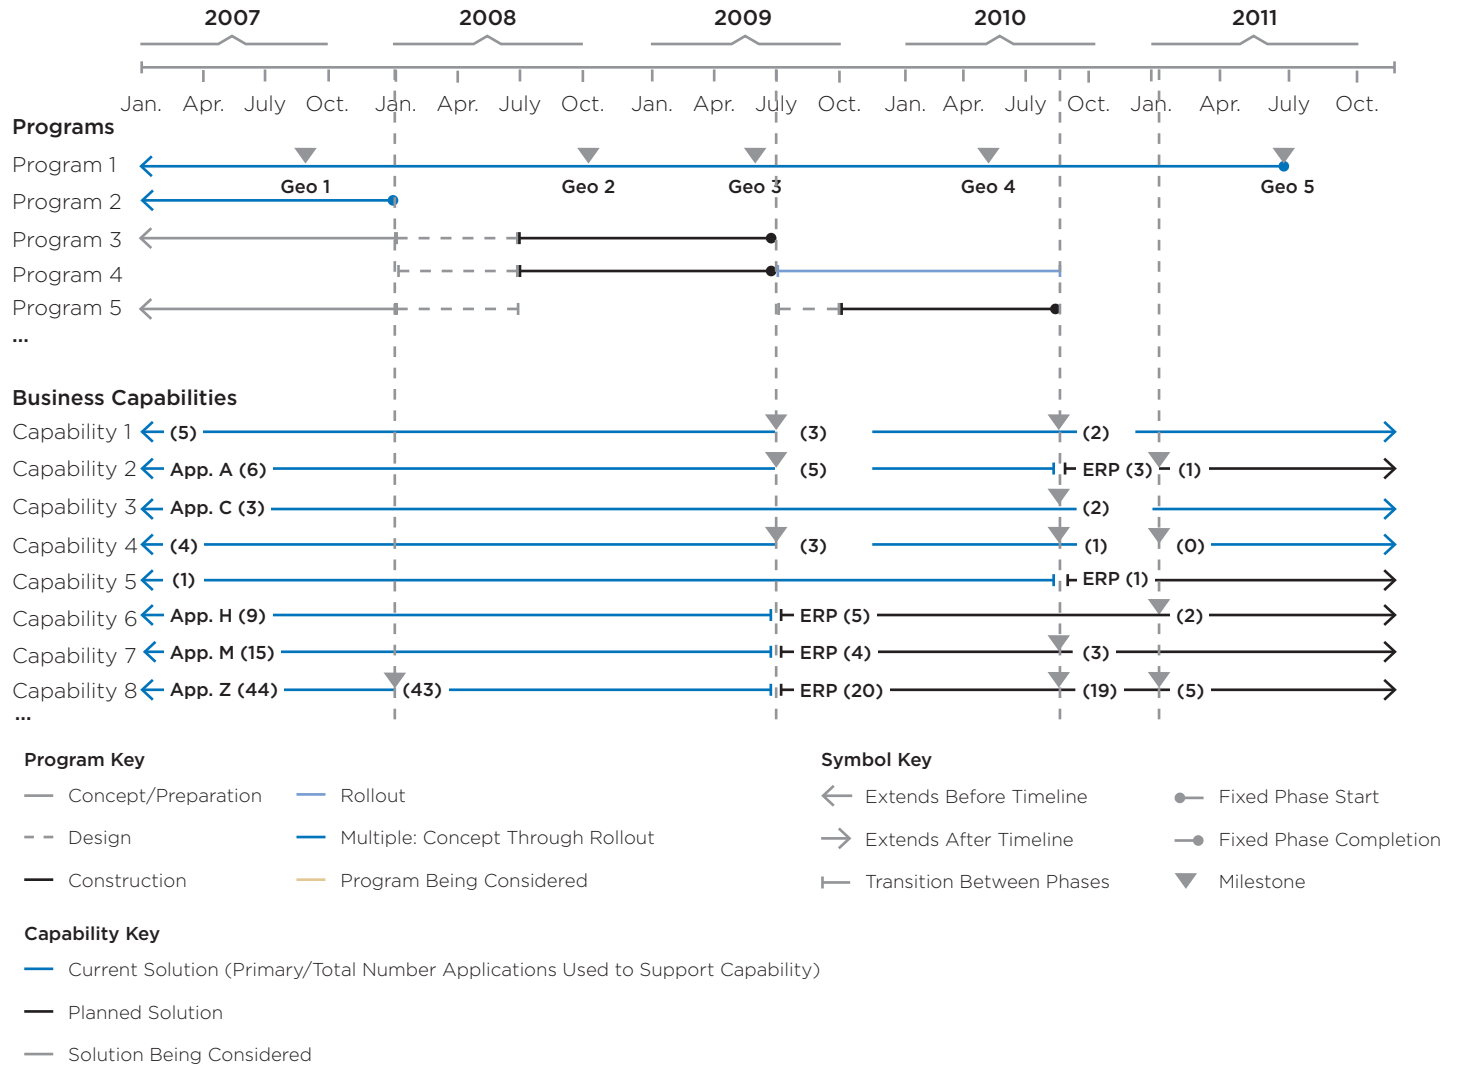 2007 2008 2009 2010 2011
Jan. Apr. July Oct. Jan. Apr. July Oct. Jan. Apr. July Oct. Jan. Apr. July Oct. Jan. Apr. July Oct.
Programs
Program 1
Geo 1 Geo 2 Geo 3 Geo 4 Geo 5
Program 2
Program 3
Program 4
Program 5
...
Business Capabilities
Capability 1 (5) (3) (2)
Capability 2 App. A (6) (5) ERP (3) (1)
Capability 3 App. C (3) (2)
Capability 4 (4) (3) (1) (0)
Capability 5 (1) ERP (1)
Capability 6 App. H (9) ERP (5) (2)
Capability 7 App. M (15) ERP (4) (3)
Capability 8 App. Z (44) (43) ERP (20) (19) (5)
...
Program Key
Concept/Preparation Rollout
Design Multiple: Concept Through Rollout
Construction Program Being Considered
Symbol Key
Extends Before Timeline Fixed Phase Start
Extends After Timeline Fixed Phase Completion
Transition Between Phases Milestone
Capability Key
Current Solution (Primary/Total Number Applications Used to Support Capability)
Planned Solution
Solution Being Considered